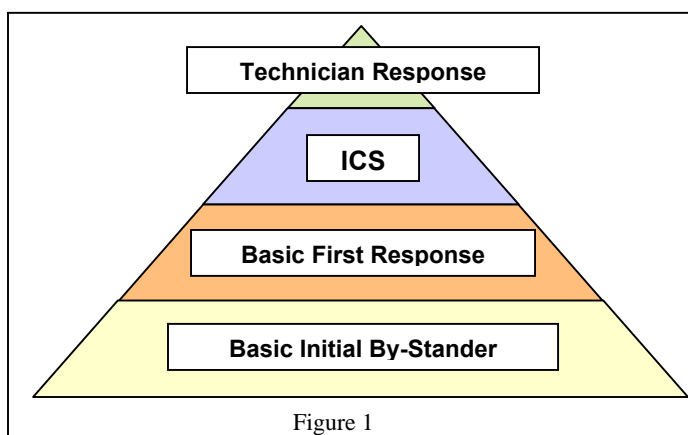 Technician Response
ICS
Basic First Response
Basic Initial By-Stander
Figure 1